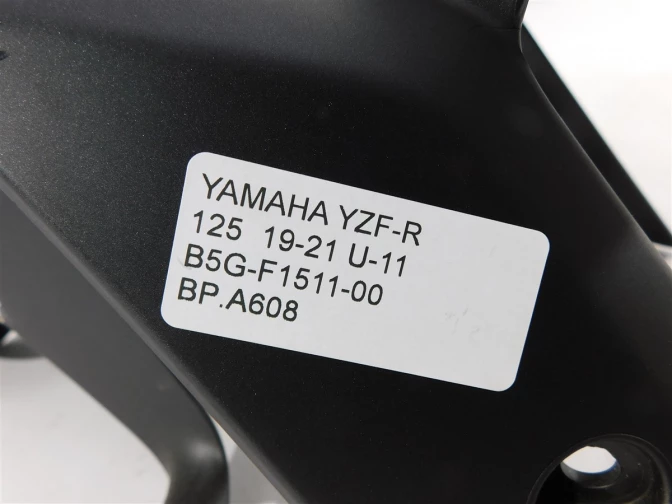 YAMAHA YZF-R
125 19-21 U-11
B5G-F1511-00
BP.A608